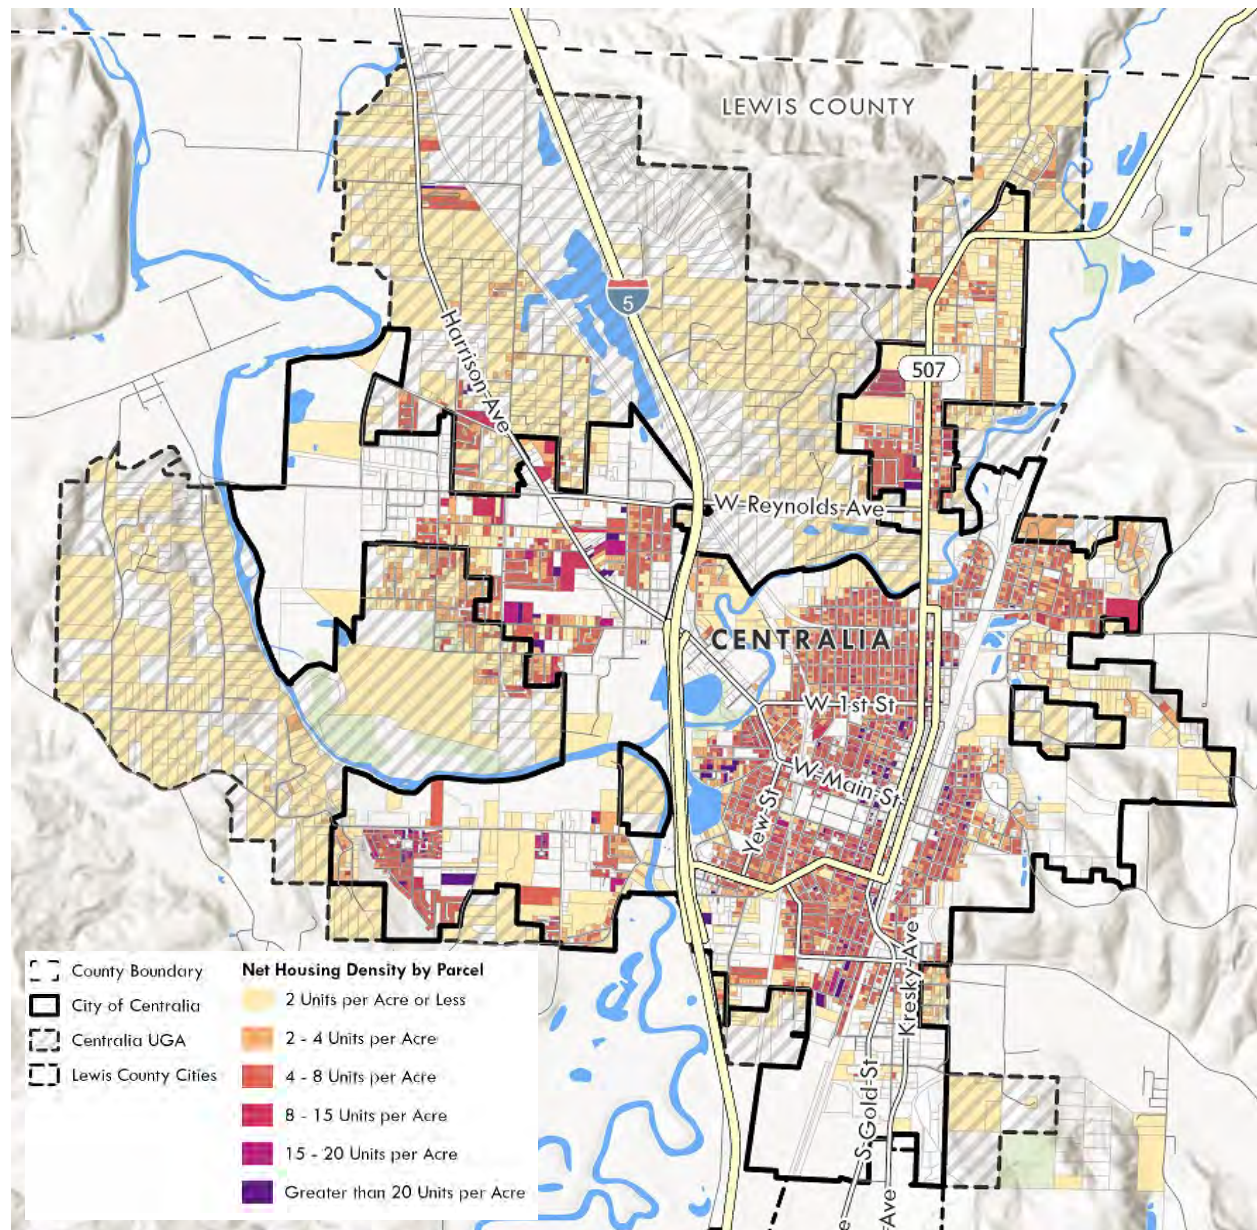 LEWIS COUNTY
5
Harrison Ave
507
W Reynolds Ave
CENTRALIA
W 1st St
W Main St
Yew St
Kresky Ave
S Gold St
Ave
e
County Boundary
City of Centralia
Centralia UGA
Lewis County Cities
Net Housing Density by Parcel
2 Units per Acre or Less
2 - 4 Units per Acre
4 - 8 Units per Acre
8 - 15 Units per Acre
15 - 20 Units per Acre
Greater than 20 Units per Acre